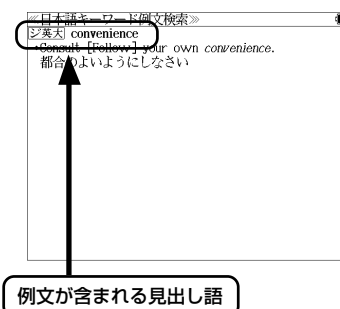 ≪日本語キーワード例文検索≫
ジ英大 convenience
・Consult [Follow] your own convenience.
都合のよいようにしなさい
例文が含まれる見出し語